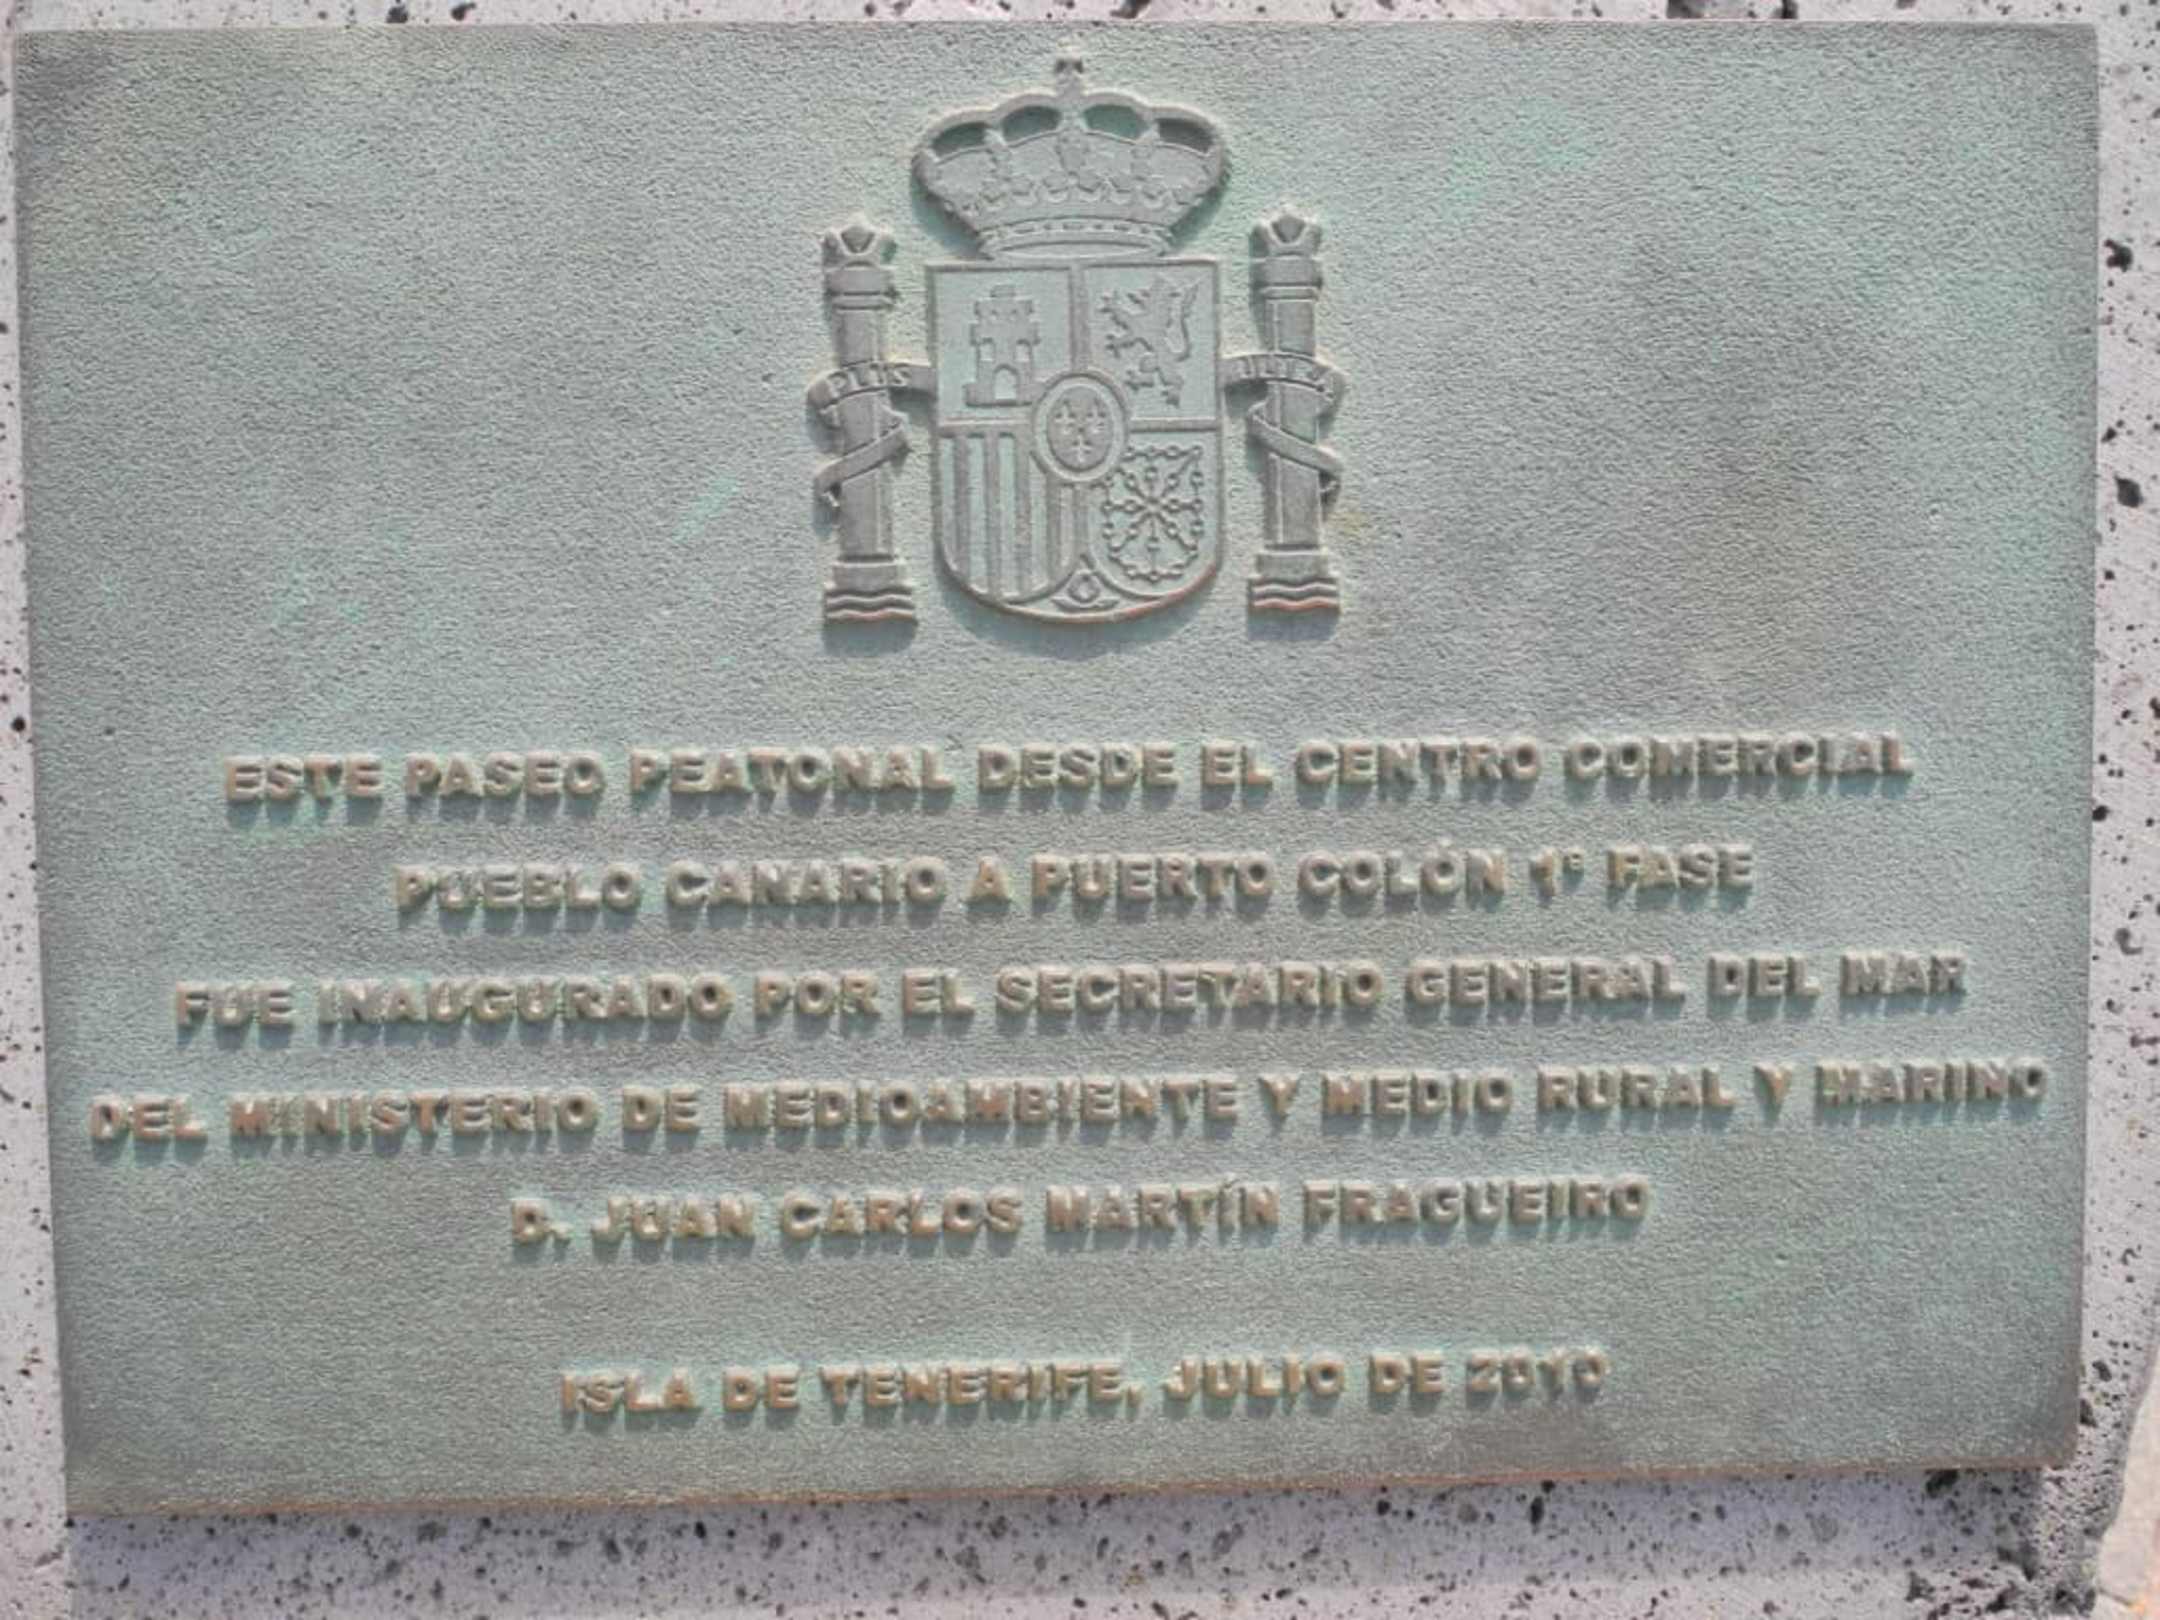 PLVS VLTRA
ESTE PASEO PEATONAL DESDE EL CENTRO COMERCIAL
PUEBLO CANARIO A PUERTO COLÓN 1ª FASE
FUE INAUGURADO POR EL SECRETARIO GENERAL DEL MAR
DEL MINISTERIO DE MEDIOAMBIENTE Y MEDIO RURAL Y MARINO
D. JUAN CARLOS MARTÍN FRAGUEIRO
ISLA DE TENERIFE, JULIO DE 2010